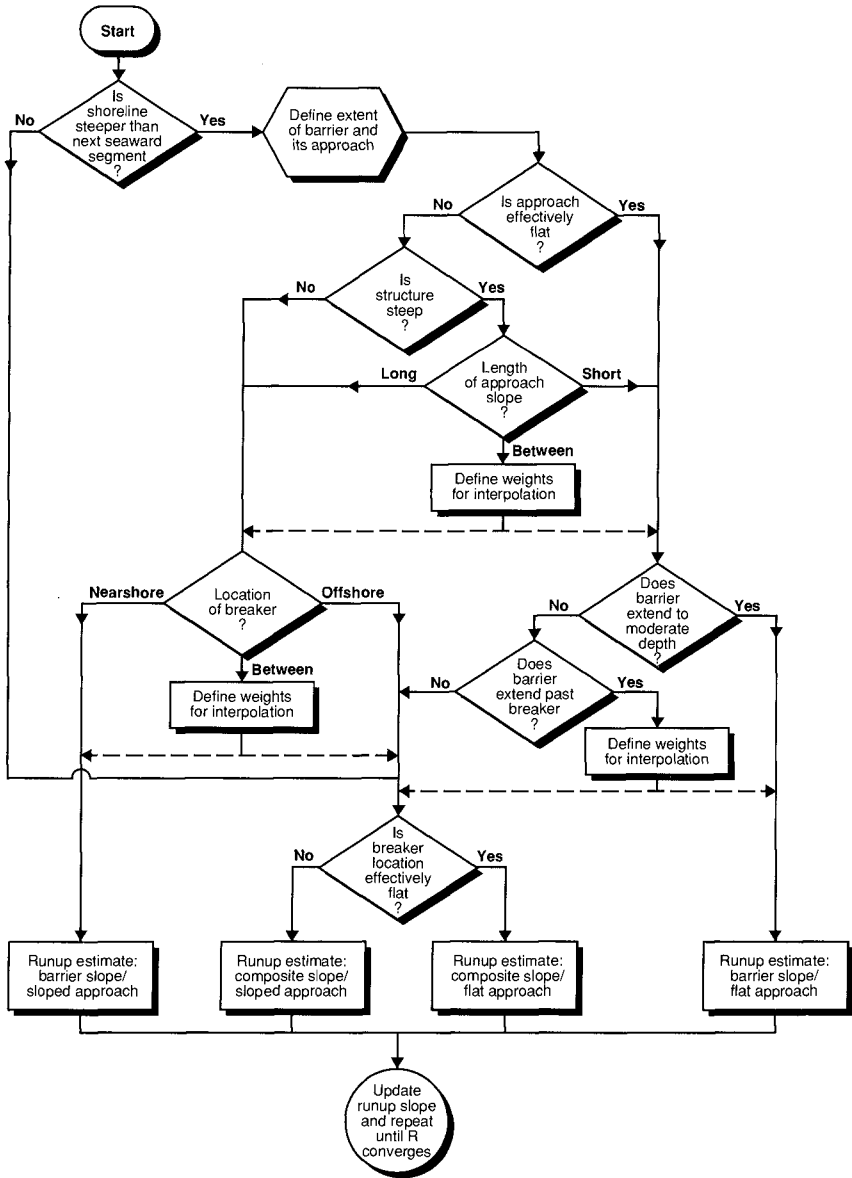 Start
Is
shoreline
steeper than
next seaward
segment
?
No
Yes
Define extent
of barrier and
its approach
Is approach
effectively
flat
?
No
Yes
Is
structure
steep
?
No
Yes
Length
of approach
slope
?
Long
Short
Between
Define weights
for interpolation
Location
of breaker
?
Nearshore
Offshore
Between
Define weights
for interpolation
Does
barrier
extend to
moderate
depth
?
No
Yes
Does
barrier
extend past
breaker
?
No
Yes
Define weights
for interpolation
Is
breaker
location
effectively
flat
?
No
Yes
Runup estimate:
barrier slope/
sloped approach
Runup estimate:
composite slope/
sloped approach
Runup estimate:
composite slope/
flat approach
Runup estimate:
barrier slope/
flat approach
Update
runup slope
and repeat
until R
converges